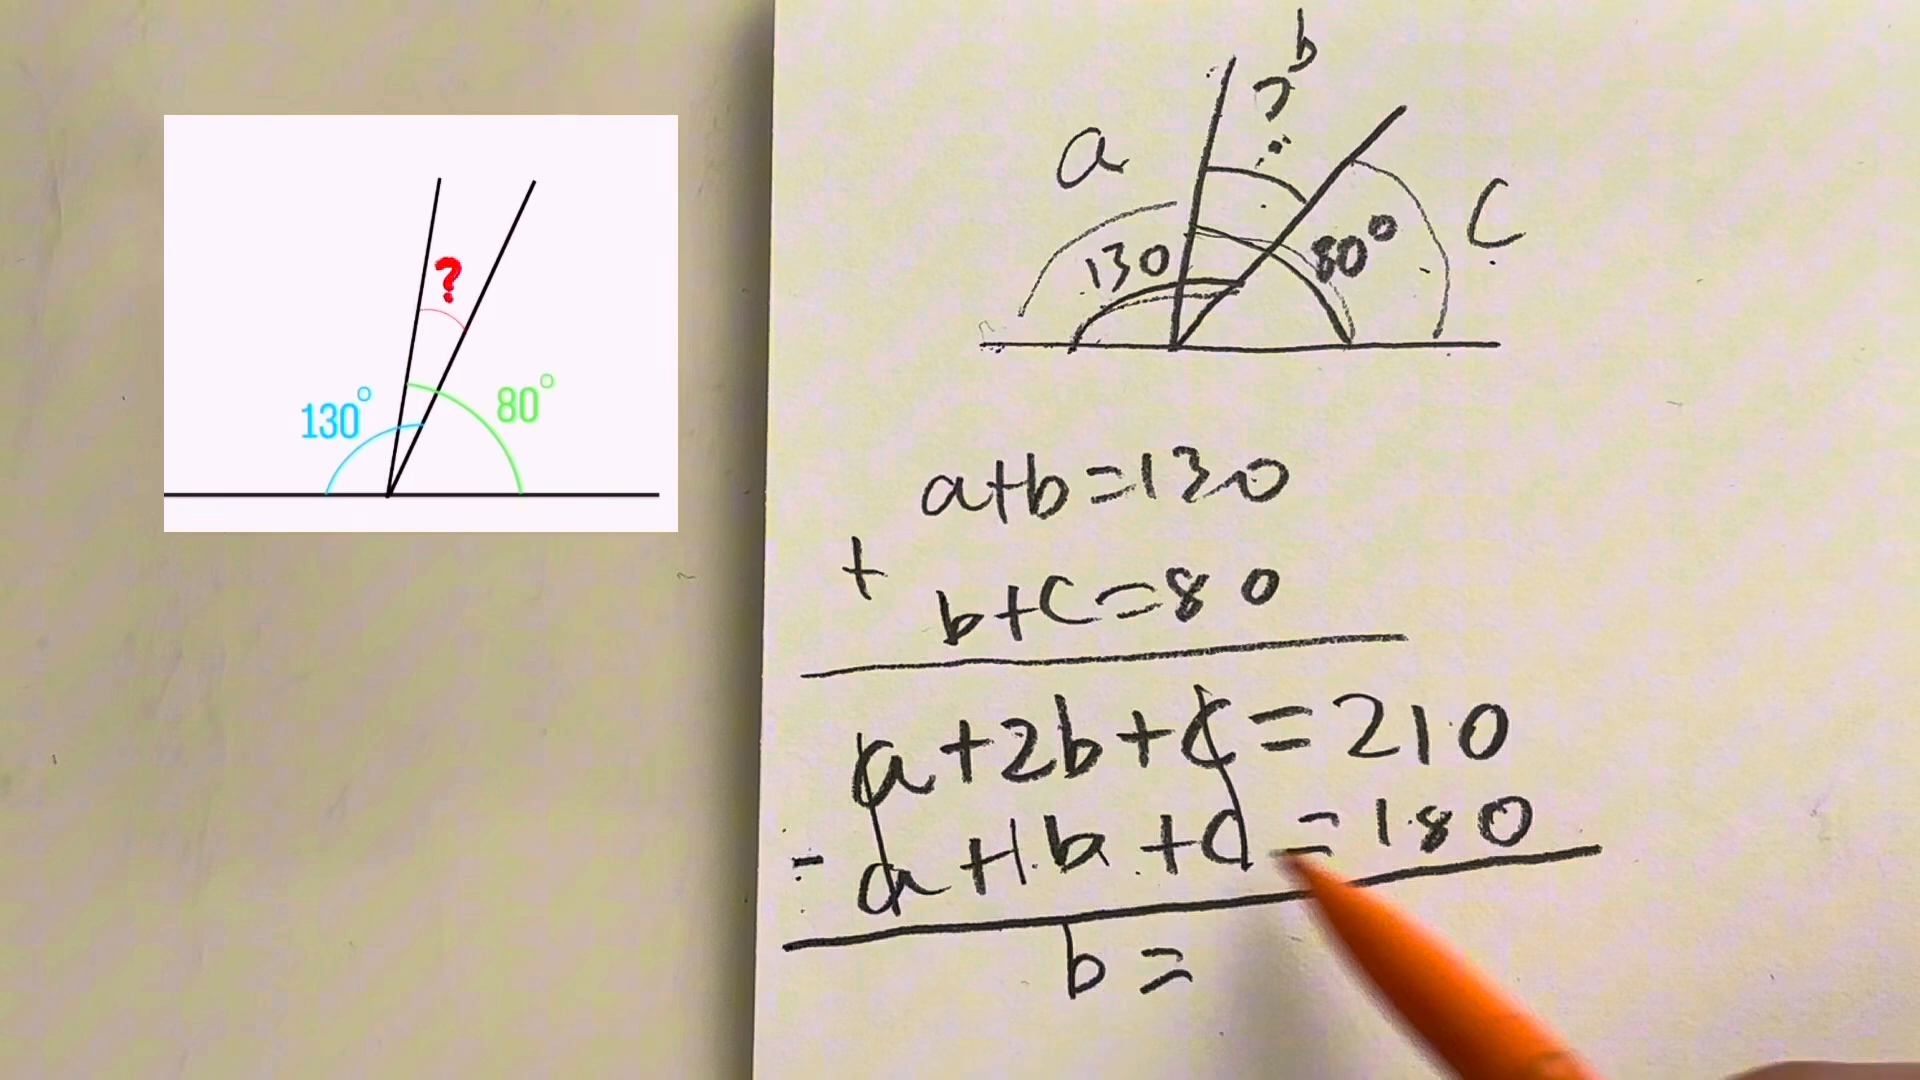 ?
130°
80°
b
?
a
c
130
80°
a+b=130
+
b+c=80
a+2b+c=210
- a+1b+c=180
b=